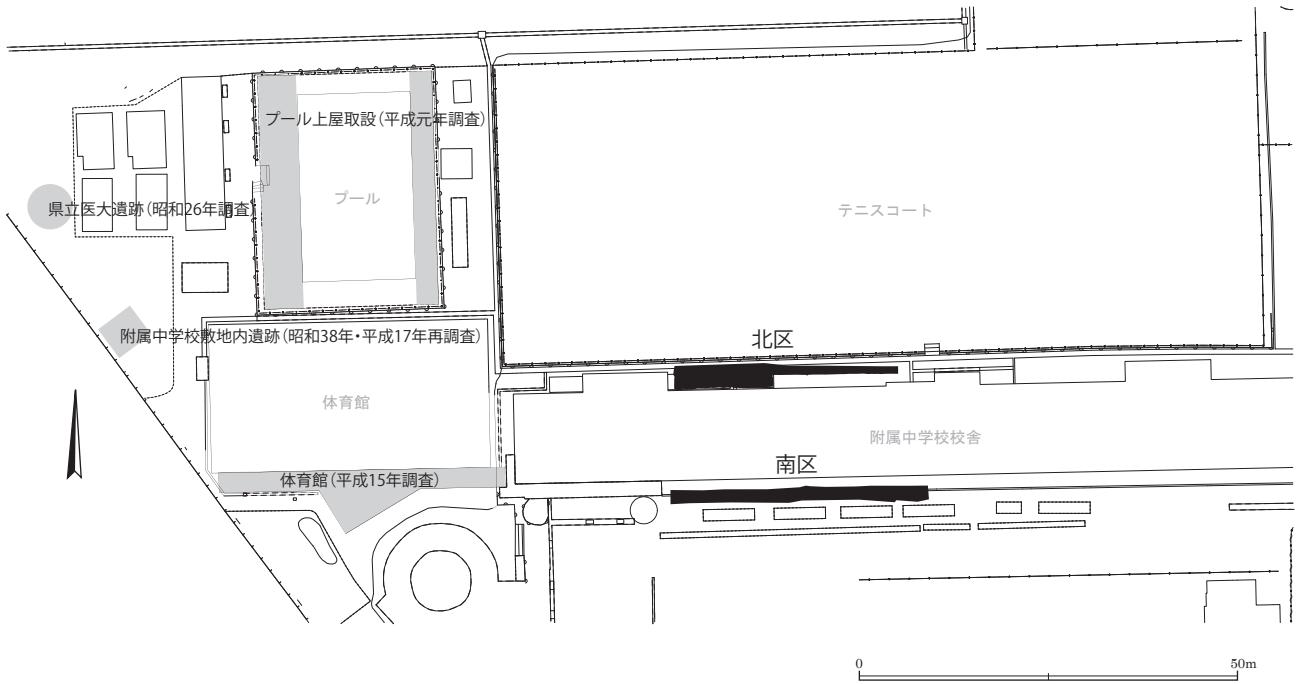 プール上屋取設（平成元年調査）
県立医大遺跡（昭和26年調査）
プール
テニスコート
附属中学校敷地内遺跡（昭和38年・平成17年再調査）
北区
体育館
附属中学校校舎
南区
体育館（平成15年調査）
0
50m